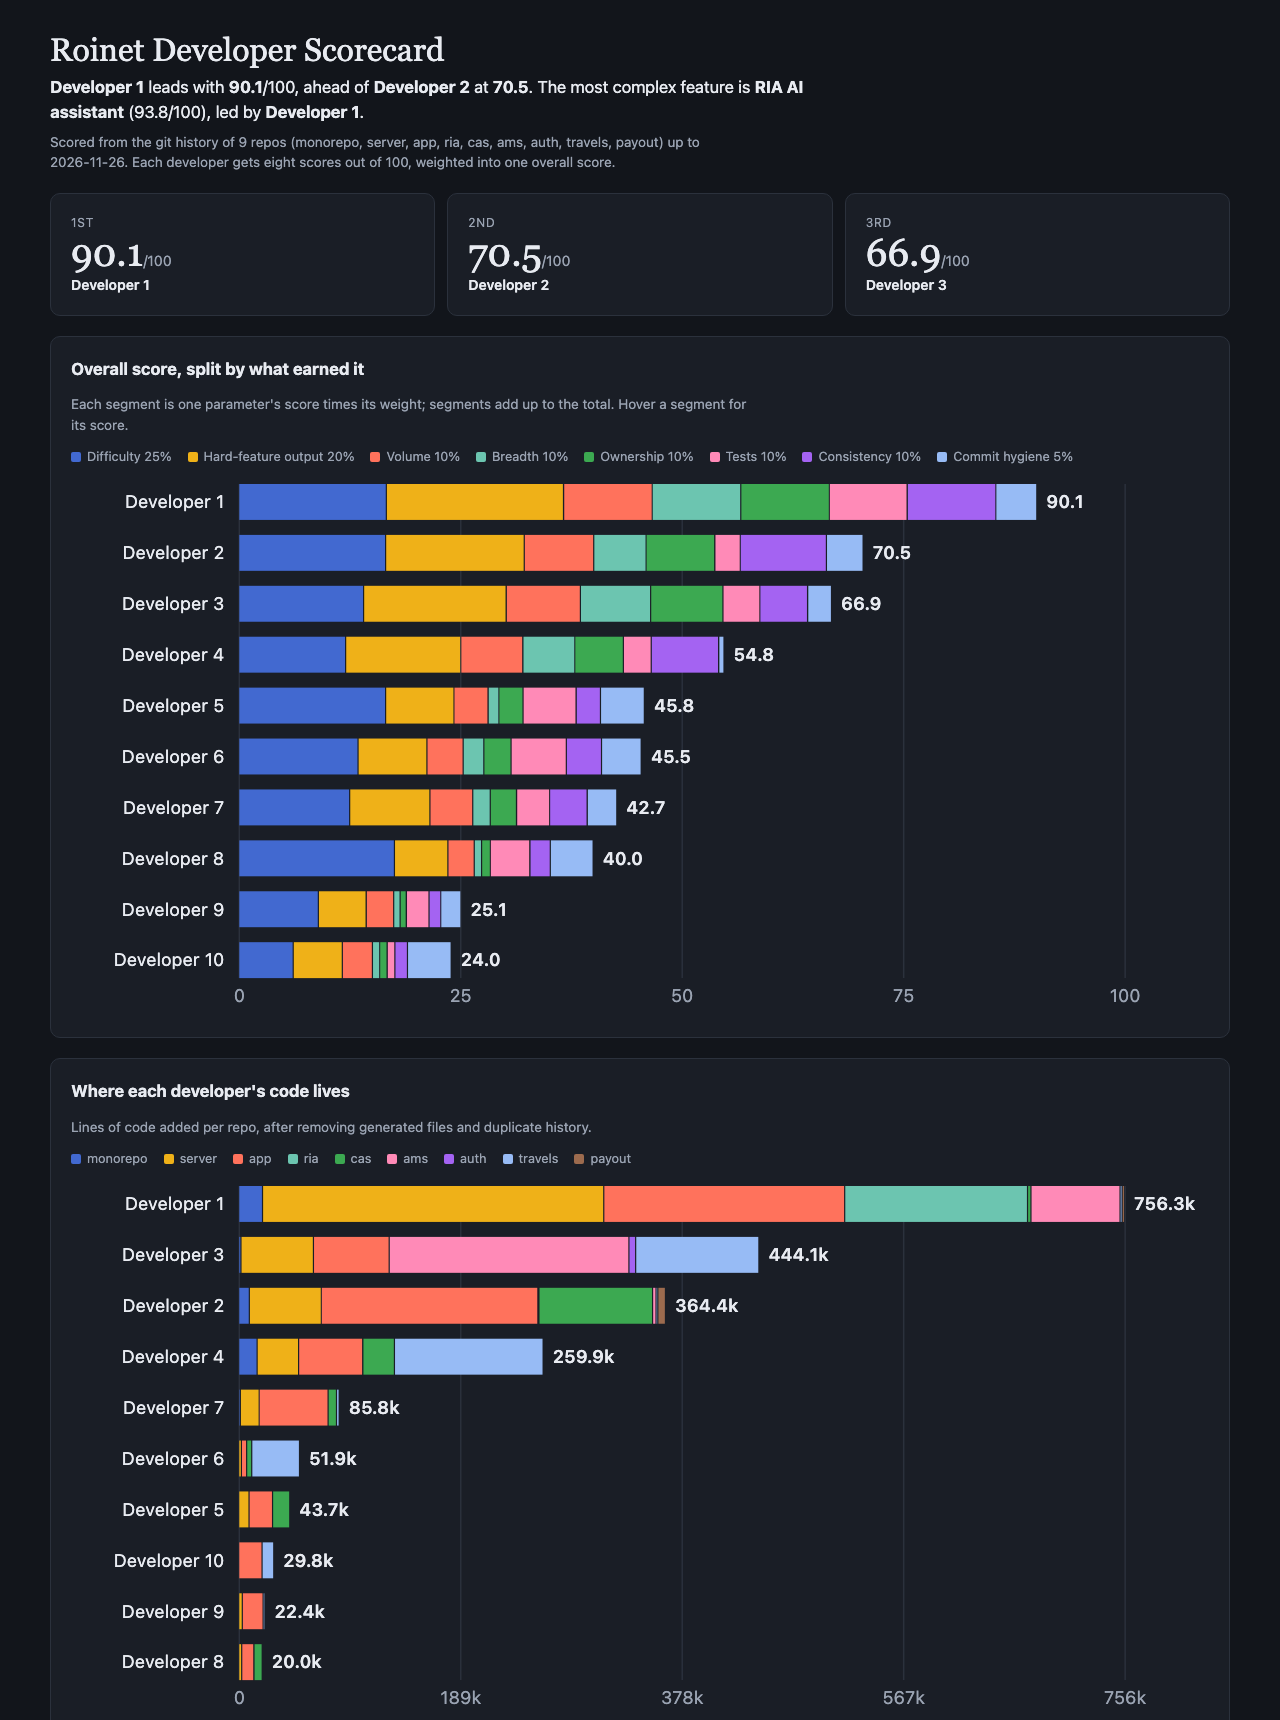 Roinet Developer Scorecard
Developer 1 leads with 90.1/100, ahead of Developer 2 at 70.5. The most complex feature is RIA AI
assistant (93.8/100), led by Developer 1.
Scored from the git history of 9 repos (monorepo, server, app, ria, cas, ams, auth, travels, payout) up to
2026-11-26. Each developer gets eight scores out of 100, weighted into one overall score.
1ST
90.1/100
Developer 1
2ND
70.5/100
Developer 2
3RD
66.9/100
Developer 3
Overall score, split by what earned it
Each segment is one parameter's score times its weight; segments add up to the total. Hover a segment for
its score.
Difficulty 25% Hard-feature output 20% Volume 10% Breadth 10% Ownership 10% Tests 10% Consistency 10% Commit hygiene 5%
Developer 1 90.1
Developer 2 70.5
Developer 3 66.9
Developer 4 54.8
Developer 5 45.8
Developer 6 45.5
Developer 7 42.7
Developer 8 40.0
Developer 9 25.1
Developer 10 24.0
0 25 50 75 100
Where each developer's code lives
Lines of code added per repo, after removing generated files and duplicate history.
monorepo server app ria cas ams auth travels payout
Developer 1 756.3k
Developer 3 444.1k
Developer 2 364.4k
Developer 4 259.9k
Developer 7 85.8k
Developer 6 51.9k
Developer 5 43.7k
Developer 10 29.8k
Developer 9 22.4k
Developer 8 20.0k
0 189k 378k 567k 756k